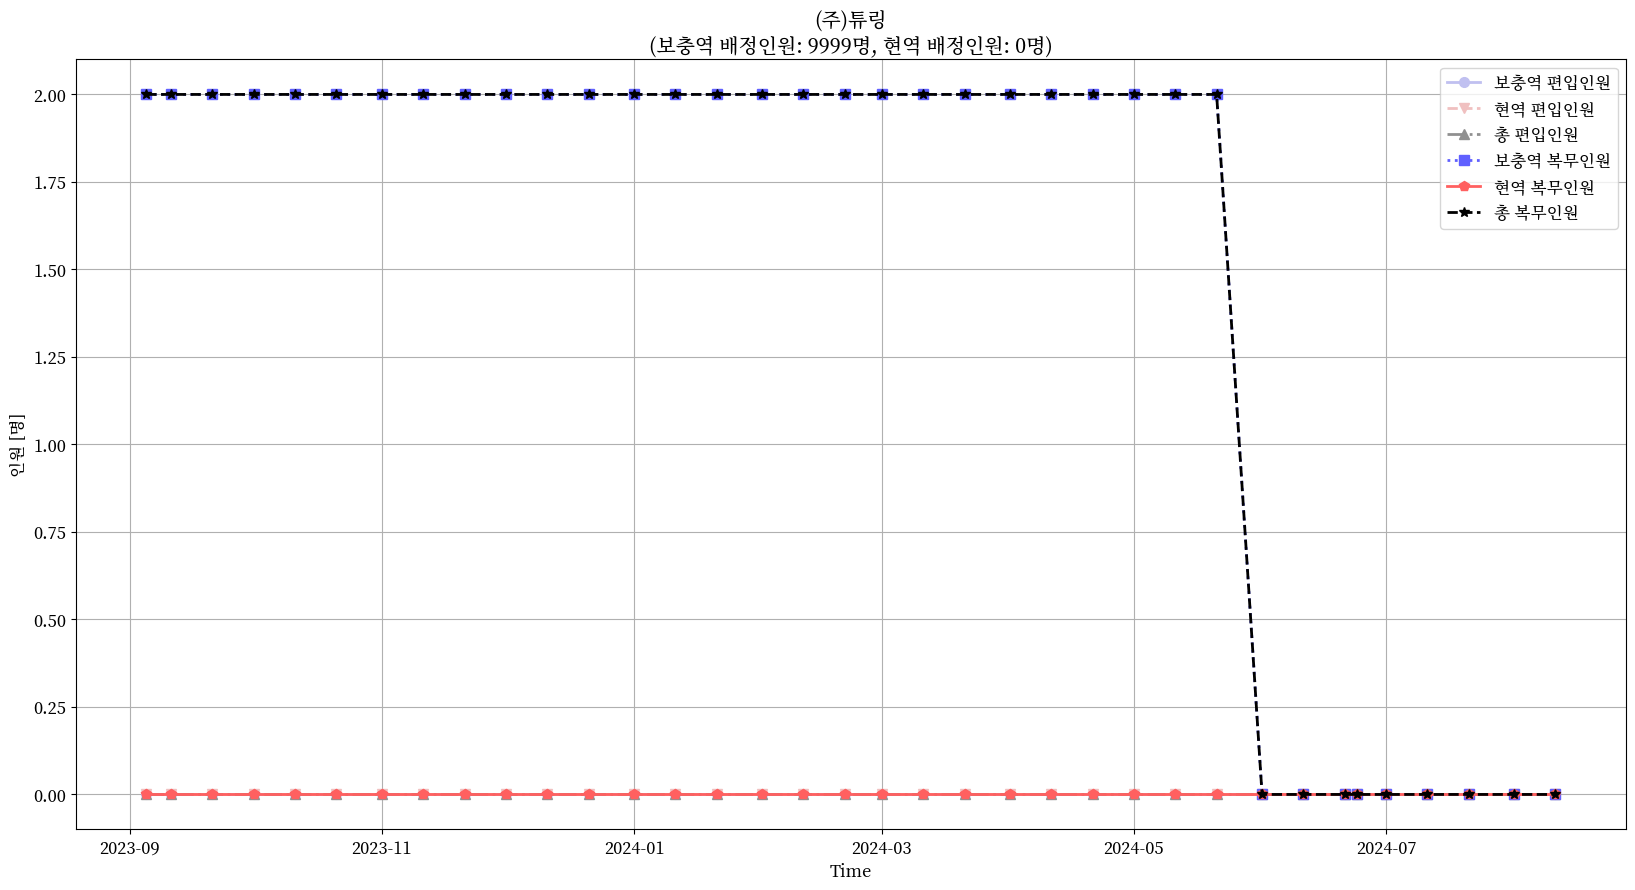 (주)튜링
(보충역 배정인원: 9999명, 현역 배정인원: 0명)
보충역 편입인원
현역 편입인원
총 편입인원
보충역 복무인원
현역 복무인원
총 복무인원
인원 [명]
2.00
1.75
1.50
1.25
1.00
0.75
0.50
0.25
0.00
2023-09
2023-11
2024-01
2024-03
2024-05
2024-07
Time